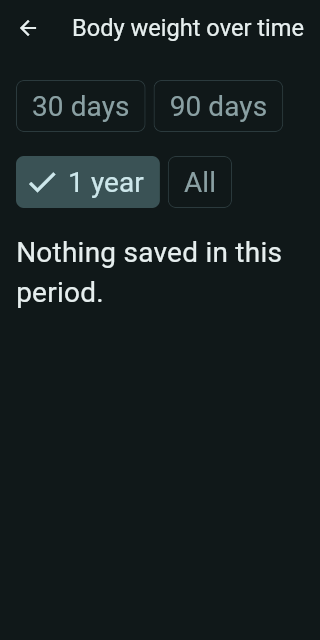 Body weight over time
30 days
90 days
1 year
All
Nothing saved in this
period.